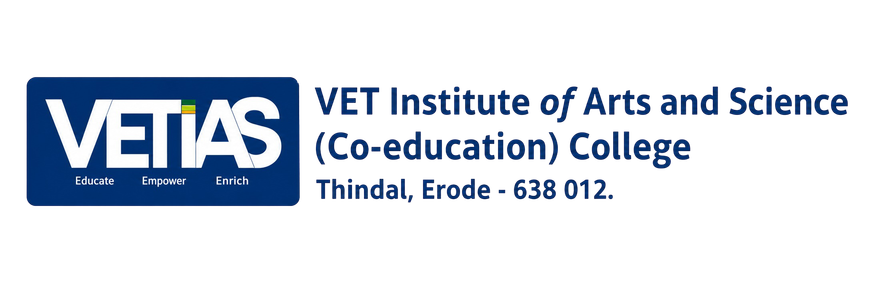 VETiAS
Educate Empower Enrich
VET Institute of Arts and Science
(Co-education) College
Thindal, Erode - 638 012.